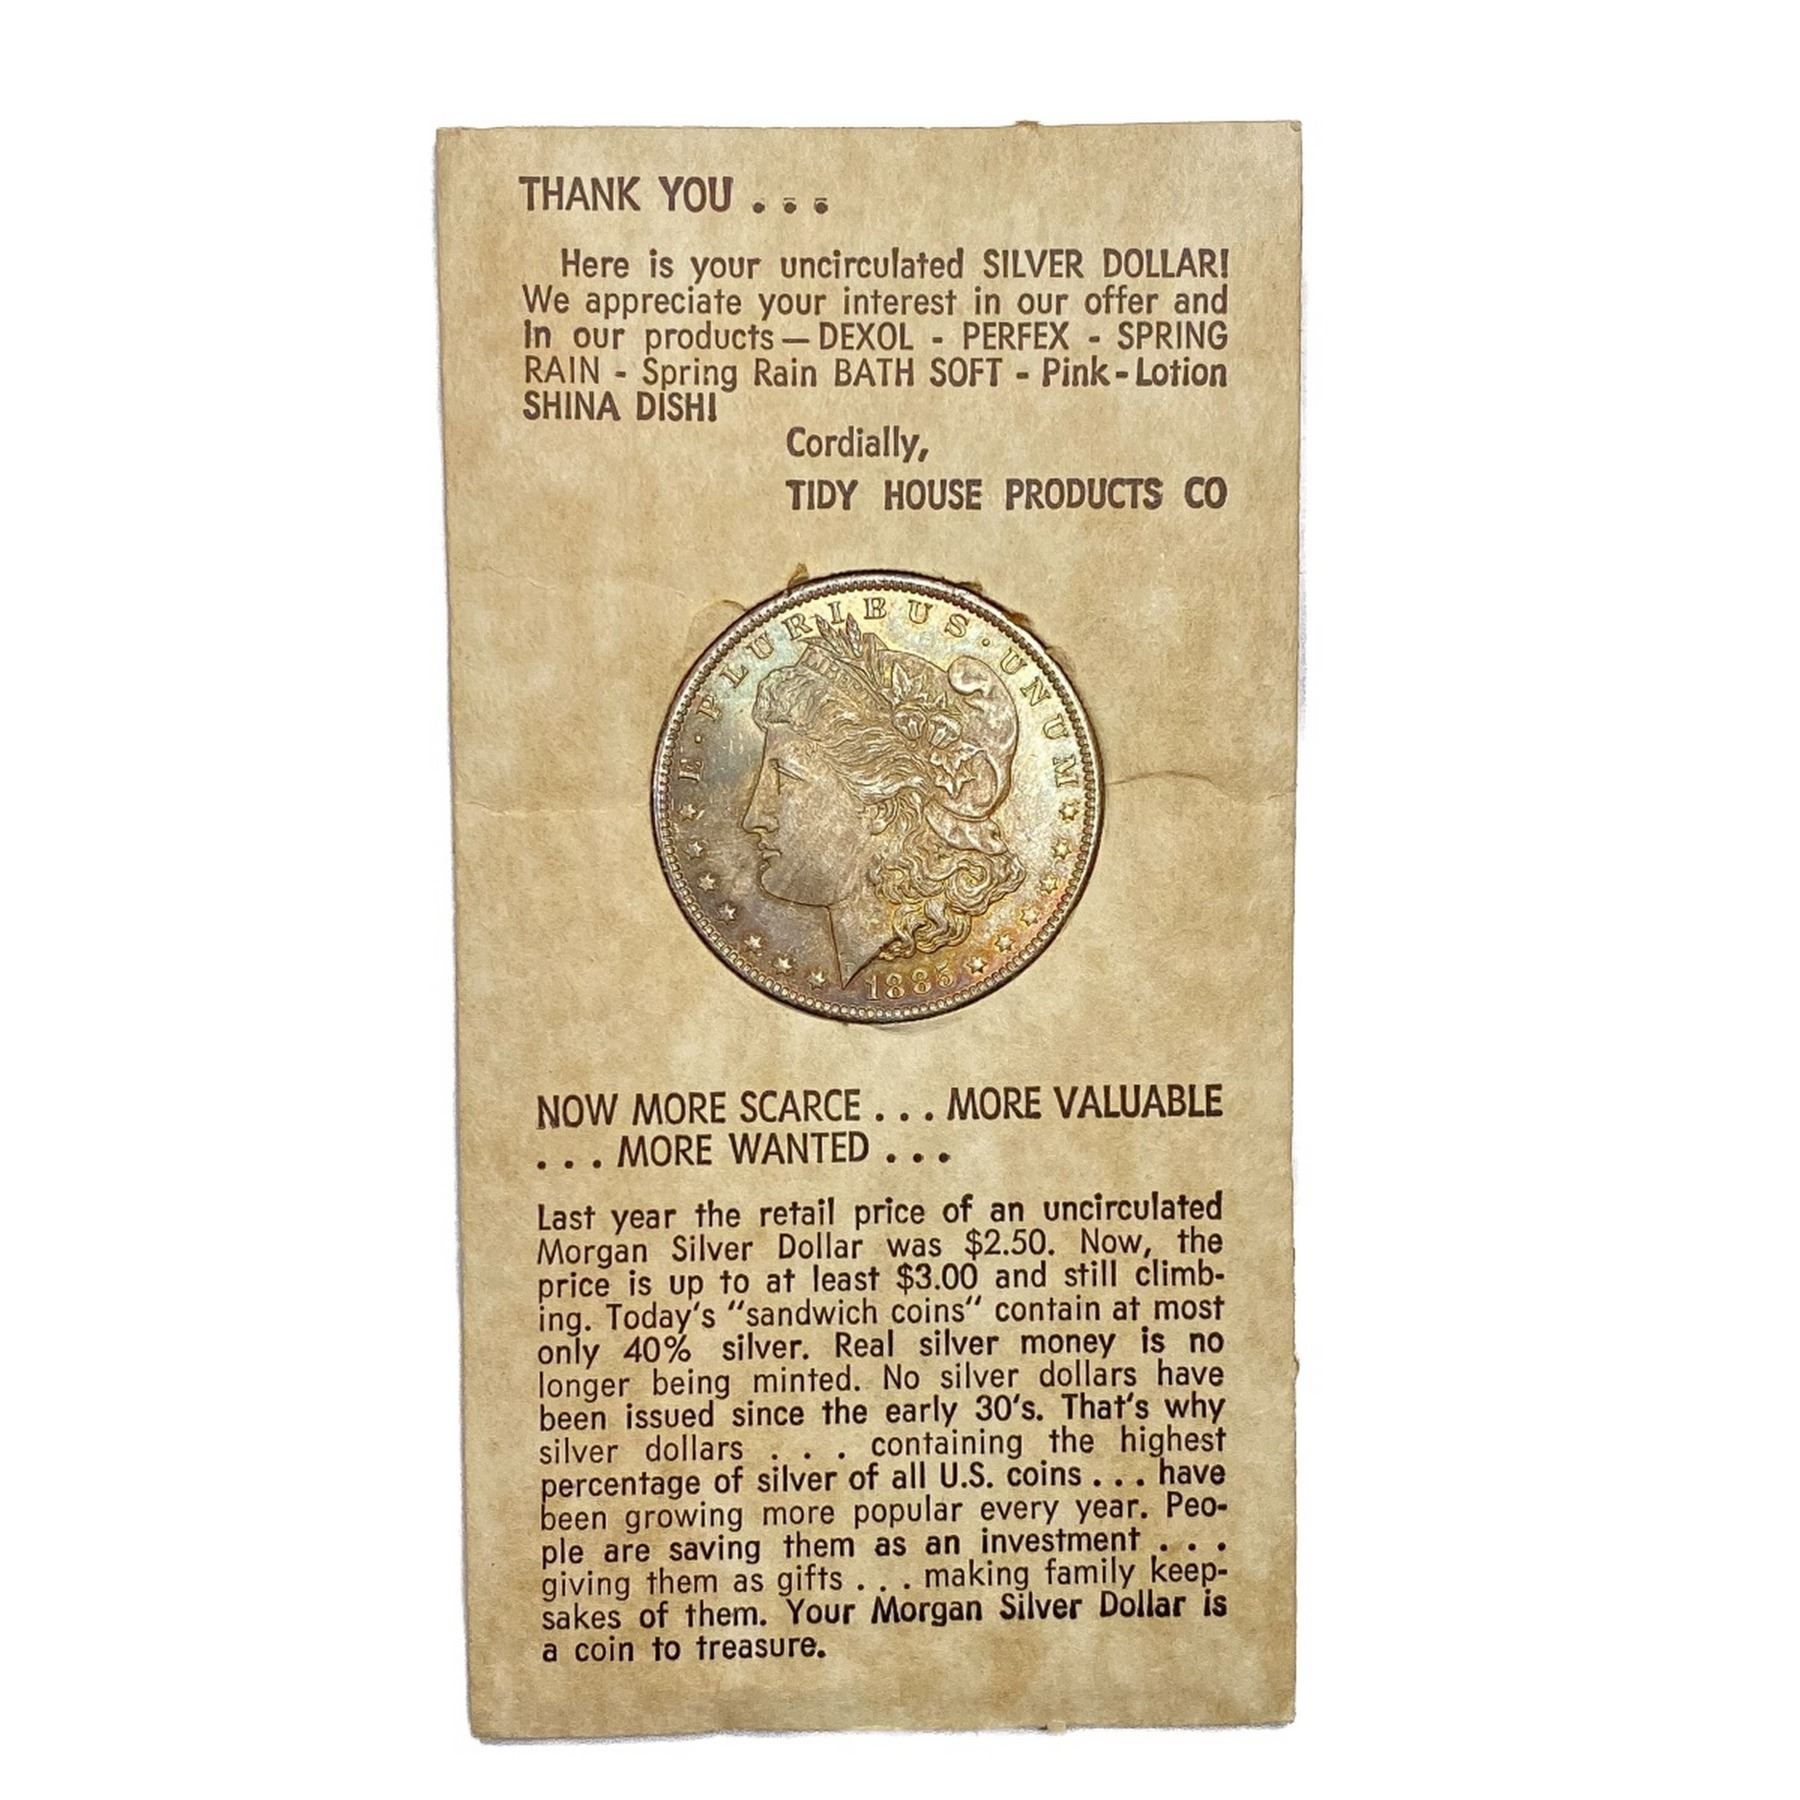 THANK YOU . . .
Here is your uncirculated SILVER DOLLAR!
We appreciate your interest in our offer and
In our products — DEXOL - PERFEX - SPRING
RAIN - Spring Rain BATH SOFT - Pink-Lotion
SHINA DISH!
Cordially,
TIDY HOUSE PRODUCTS CO
E · PLURIBUS · UNUM
LIBERTY
1885
NOW MORE SCARCE . . . MORE VALUABLE
. . . MORE WANTED . . .
Last year the retail price of an uncirculated
Morgan Silver Dollar was $2.50. Now, the
price is up to at least $3.00 and still climb-
ing. Today's "sandwich coins" contain at most
only 40% silver. Real silver money is no
longer being minted. No silver dollars have
been issued since the early 30's. That's why
silver dollars . . . containing the highest
percentage of silver of all U.S. coins . . . have
been growing more popular every year. Peo-
ple are saving them as an investment . . .
giving them as gifts . . . making family keep-
sakes of them. Your Morgan Silver Dollar is
a coin to treasure.